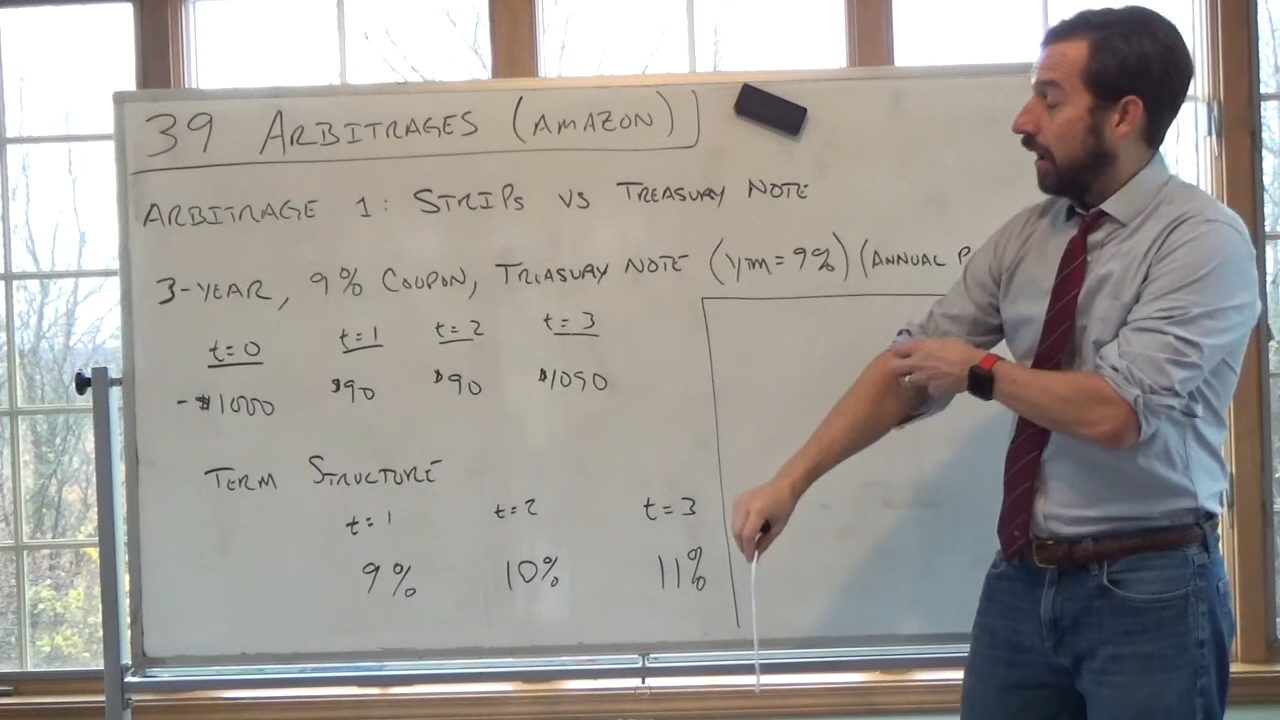 39 ARBITRAGES (AMAZON)
ARBITRAGE 1: STRIPS VS TREASURY NOTE
3-YEAR, 9% COUPON, TREASURY NOTE (YTM=9%) (ANNUAL P
t=0 t=1 t=2 t=3
-$1000 $90 $90 $1090
TERM STRUCTURE
t=1 t=2 t=3
9% 10% 11%